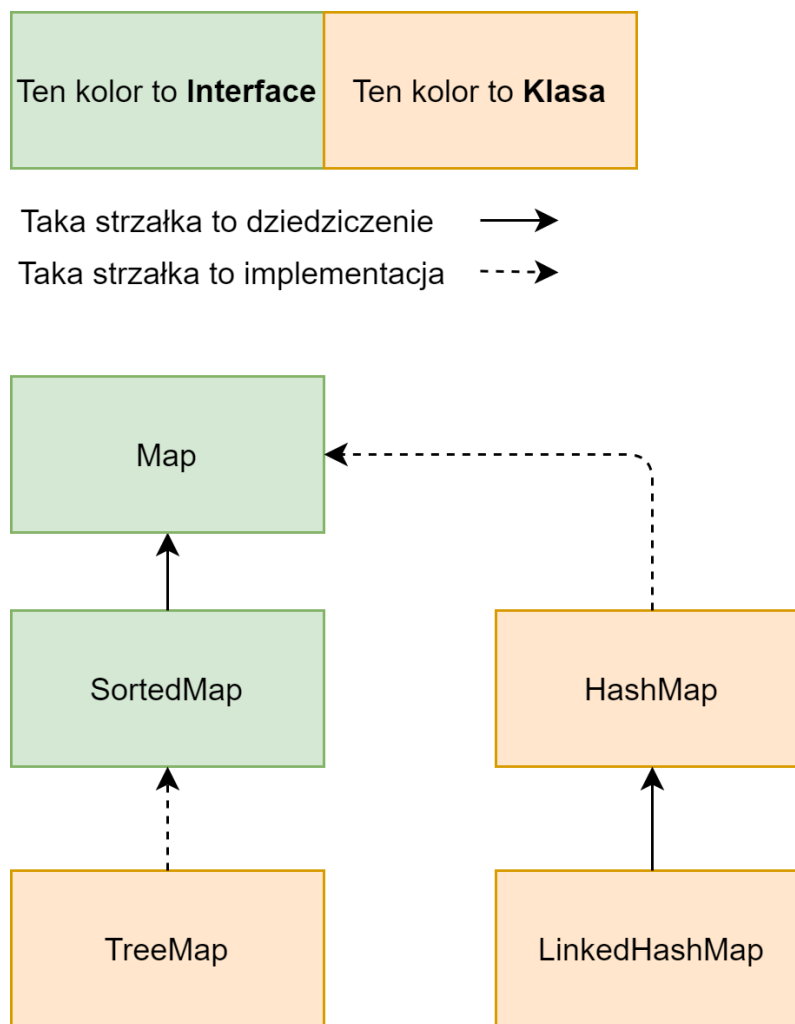 Ten kolor to Interface
Ten kolor to Klasa
Taka strzałka to dziedziczenie
Taka strzałka to implementacja
Map
SortedMap
HashMap
TreeMap
LinkedHashMap